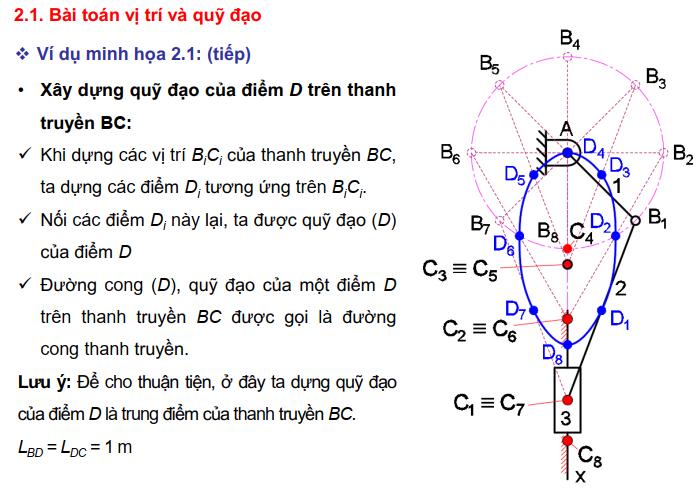 2.1. Bài toán vị trí và quỹ đạo
❖ Ví dụ minh họa 2.1: (tiếp)
• Xây dựng quỹ đạo của điểm D trên thanh
truyền BC:
✓ Khi dựng các vị trí BiCi của thanh truyền BC,
ta dựng các điểm Di tương ứng trên BiCi.
✓ Nối các điểm Di này lại, ta được quỹ đạo (D)
của điểm D
✓ Đường cong (D), quỹ đạo của một điểm D
trên thanh truyền BC được gọi là đường
cong thanh truyền.
Lưu ý: Để cho thuận tiện, ở đây ta dựng quỹ đạo
của điểm D là trung điểm của thanh truyền BC.
LBD = LDC = 1 m
B4
B5
B3
A
D4
B6
B2
D5
D3
1
B7
B8
C4
D2
B1
D6
C3 ≡ C5
2
D7
D1
C2 ≡ C6
D8
C1 ≡ C7
3
C8
x